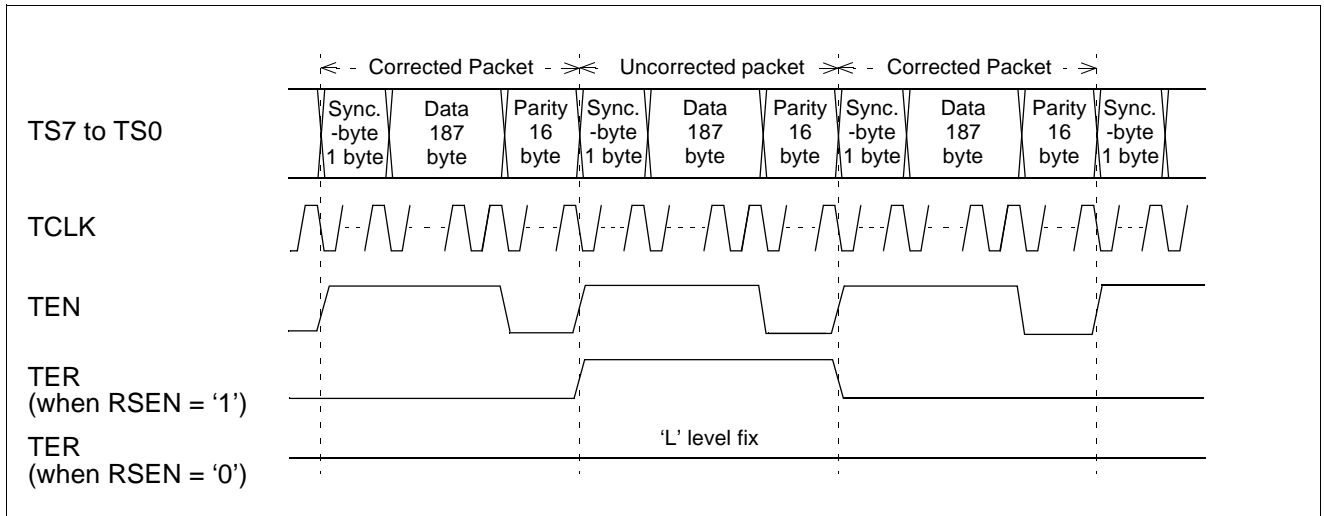 Corrected Packet
Uncorrected packet
Corrected Packet
TS7 to TS0
Sync.
-byte
1 byte
Data
187
byte
Parity
16
byte
Sync.
-byte
1 byte
Data
187
byte
Parity
16
byte
Sync.
-byte
1 byte
Data
187
byte
Parity
16
byte
Sync.
-byte
1 byte
TCLK
TEN
TER
(when RSEN = ‘1’)
TER
(when RSEN = ‘0’)
‘L’ level fix